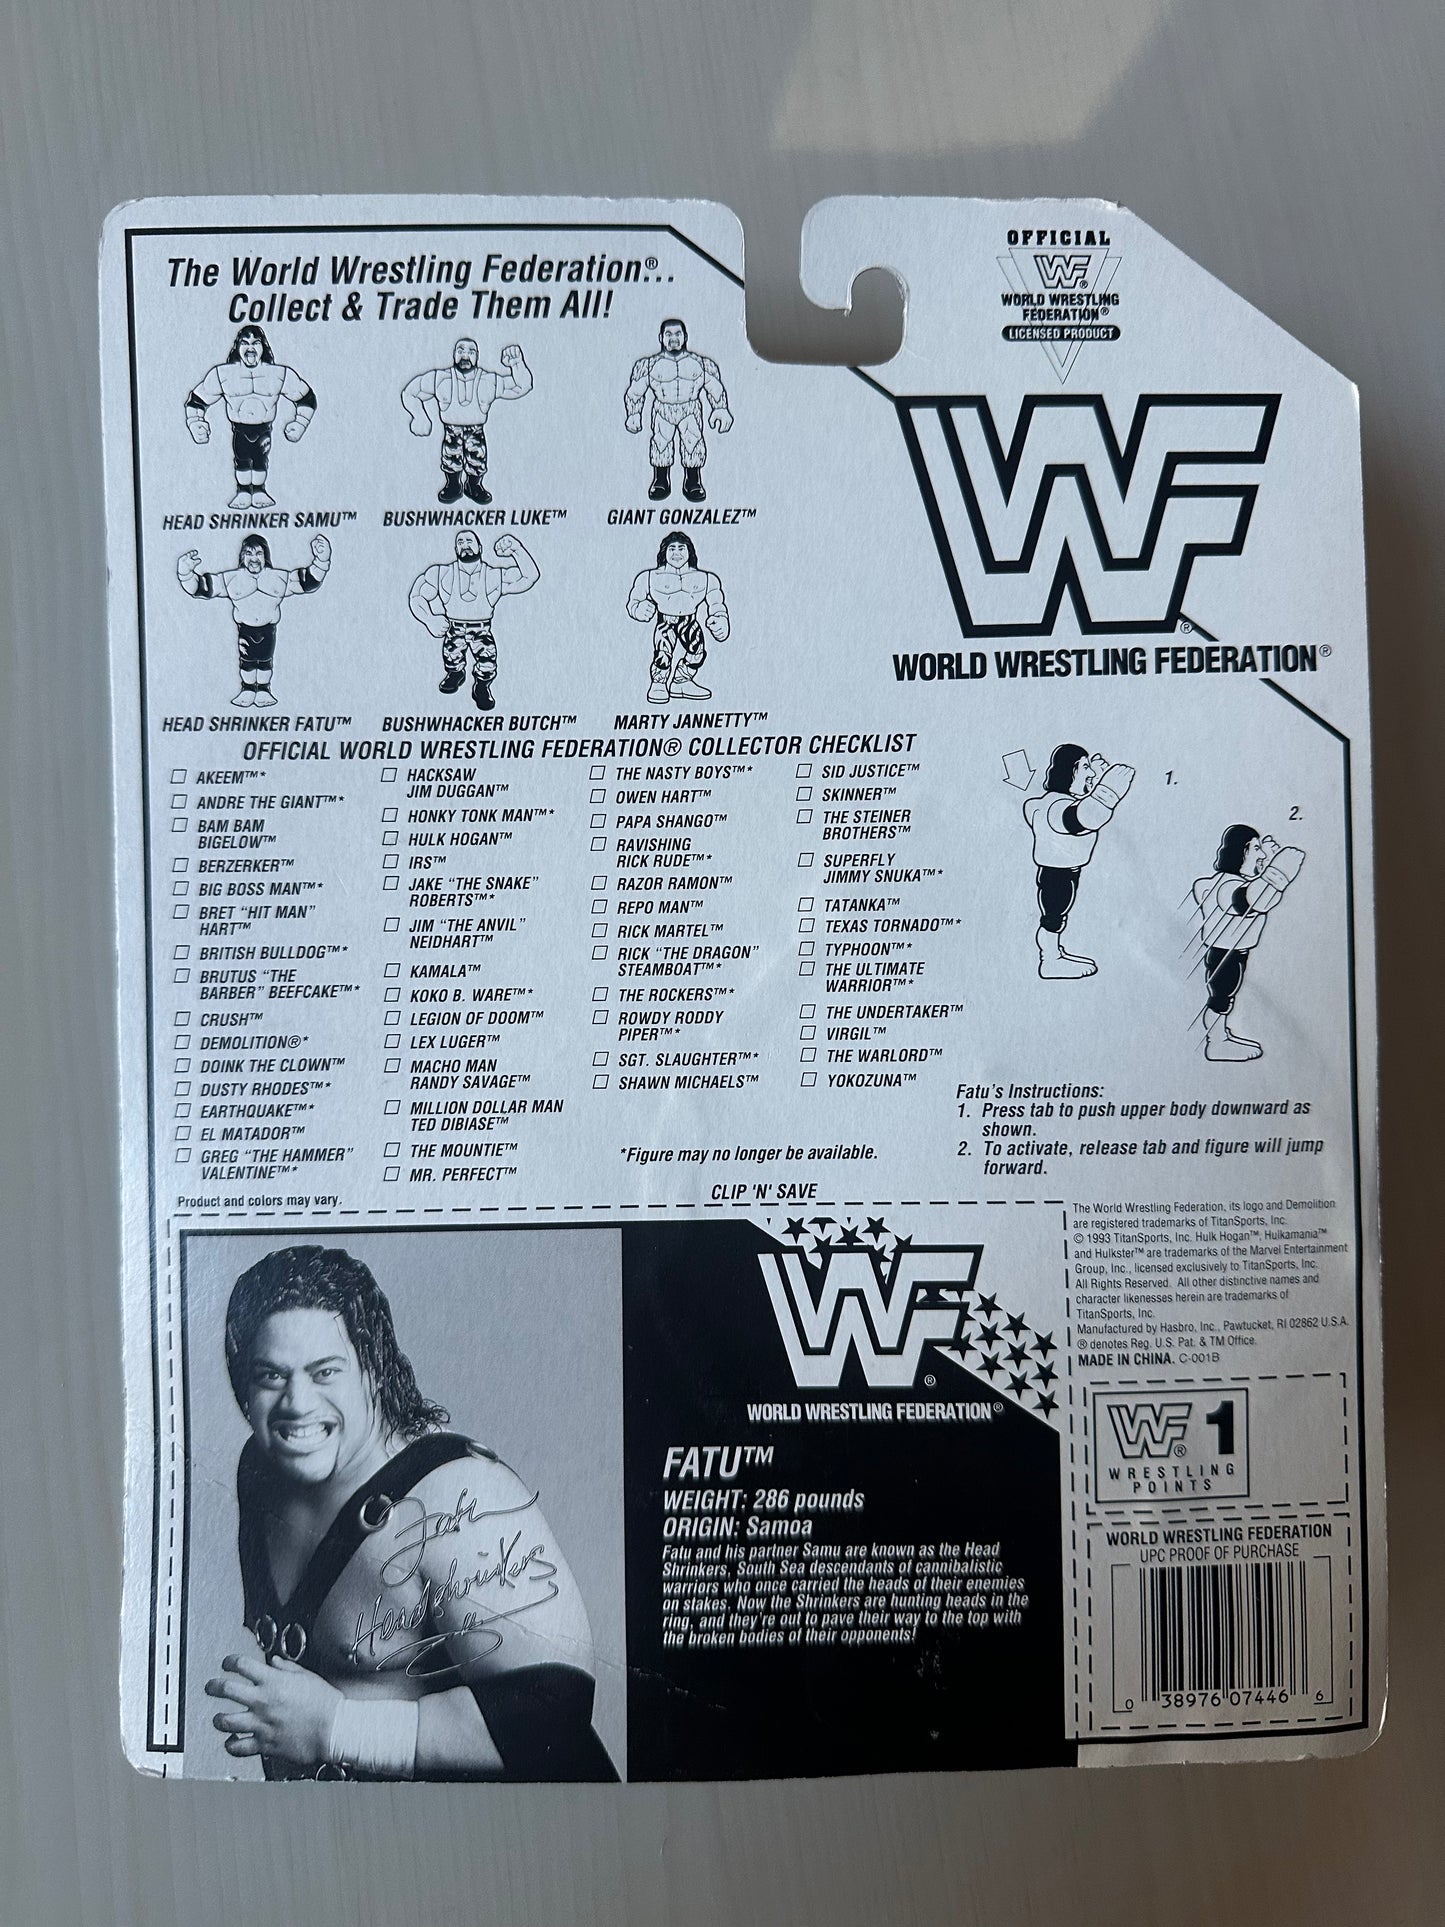 The World Wrestling Federation®...
Collect & Trade Them All!
OFFICIAL
WF®
WORLD WRESTLING
FEDERATION®
LICENSED PRODUCT
HEAD SHRINKER SAMU™
BUSHWHACKER LUKE™
GIANT GONZALEZ™
HEAD SHRINKER FATU™
BUSHWHACKER BUTCH™
MARTY JANNETTY™
WF®
WORLD WRESTLING FEDERATION®
OFFICIAL WORLD WRESTLING FEDERATION® COLLECTOR CHECKLIST
AKEEM™*
ANDRE THE GIANT™*
BAM BAM
BIGELOW™
BERZERKER™
BIG BOSS MAN™*
BRET "HIT MAN"
HART™
BRITISH BULLDOG™*
BRUTUS "THE
BARBER" BEEFCAKE™*
CRUSH™
DEMOLITION®*
DOINK THE CLOWN™
DUSTY RHODES™*
EARTHQUAKE™*
EL MATADOR™
GREG "THE HAMMER"
VALENTINE™*
HACKSAW
JIM DUGGAN™
HONKY TONK MAN™*
HULK HOGAN™
IRS™
JAKE "THE SNAKE"
ROBERTS™*
JIM "THE ANVIL"
NEIDHART™
KAMALA™
KOKO B. WARE™*
LEGION OF DOOM™
LEX LUGER™
MACHO MAN
RANDY SAVAGE™
MILLION DOLLAR MAN
TED DIBIASE™
THE MOUNTIE™
MR. PERFECT™
THE NASTY BOYS™*
OWEN HART™
PAPA SHANGO™
RAVISHING
RICK RUDE™*
RAZOR RAMON™
REPO MAN™
RICK MARTEL™
RICK "THE DRAGON"
STEAMBOAT™*
THE ROCKERS™*
ROWDY RODDY
PIPER™*
SGT. SLAUGHTER™*
SHAWN MICHAELS™
SID JUSTICE™
SKINNER™
THE STEINER
BROTHERS™
SUPERFLY
JIMMY SNUKA™*
TATANKA™
TEXAS TORNADO™*
TYPHOON™*
THE ULTIMATE
WARRIOR™*
THE UNDERTAKER™
VIRGIL™
THE WARLORD™
YOKOZUNA™
*Figure may no longer be available.
Product and colors may vary.
1.
2.
Fatu's Instructions:
1. Press tab to push upper body downward as
shown.
2. To activate, release tab and figure will jump
forward.
CLIP 'N' SAVE
The World Wrestling Federation, its logo and Demolition
are registered trademarks of TitanSports, Inc.
© 1993 TitanSports, Inc. Hulk Hogan™, Hulkamania™
and Hulkster™ are trademarks of the Marvel Entertainment
Group, Inc., licensed exclusively to TitanSports, Inc.
All Rights Reserved. All other distinctive names and
character likenesses herein are trademarks of
TitanSports, Inc.
Manufactured by Hasbro, Inc., Pawtucket, RI 02862 U.S.A.
® denotes Reg. U.S. Pat. & TM Office.
MADE IN CHINA. C-001B
Fatu
Headshrinkers
WF®
WORLD WRESTLING FEDERATION®
FATU™
WEIGHT: 286 pounds
ORIGIN: Samoa
Fatu and his partner Samu are known as the Head
Shrinkers, South Sea descendants of cannibalistic
warriors who once carried the heads of their enemies
on stakes. Now the Shrinkers are hunting heads in the
ring, and they're out to pave their way to the top with
the broken bodies of their opponents!
WF® 1
WRESTLING
POINTS
WORLD WRESTLING FEDERATION
UPC PROOF OF PURCHASE
0 38976 07446 6